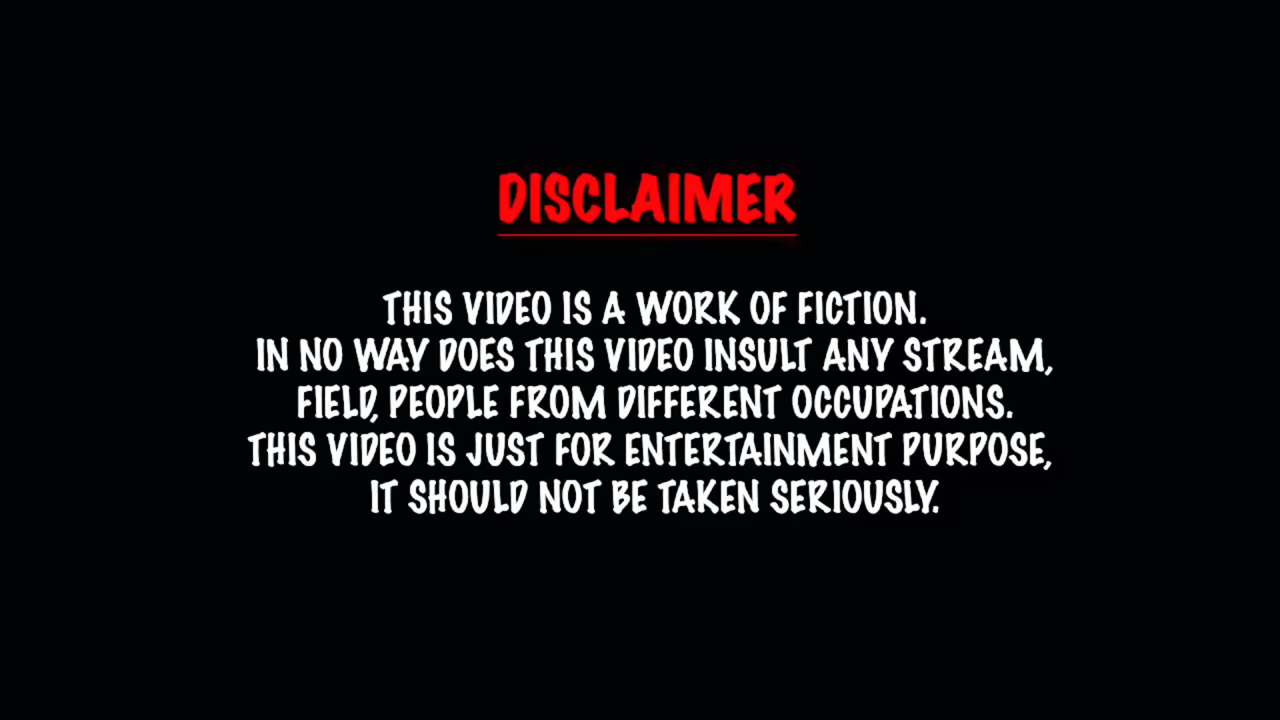 DISCLAIMER
THIS VIDEO IS A WORK OF FICTION.
IN NO WAY DOES THIS VIDEO INSULT ANY STREAM,
FIELD, PEOPLE FROM DIFFERENT OCCUPATIONS.
THIS VIDEO IS JUST FOR ENTERTAINMENT PURPOSE,
IT SHOULD NOT BE TAKEN SERIOUSLY.